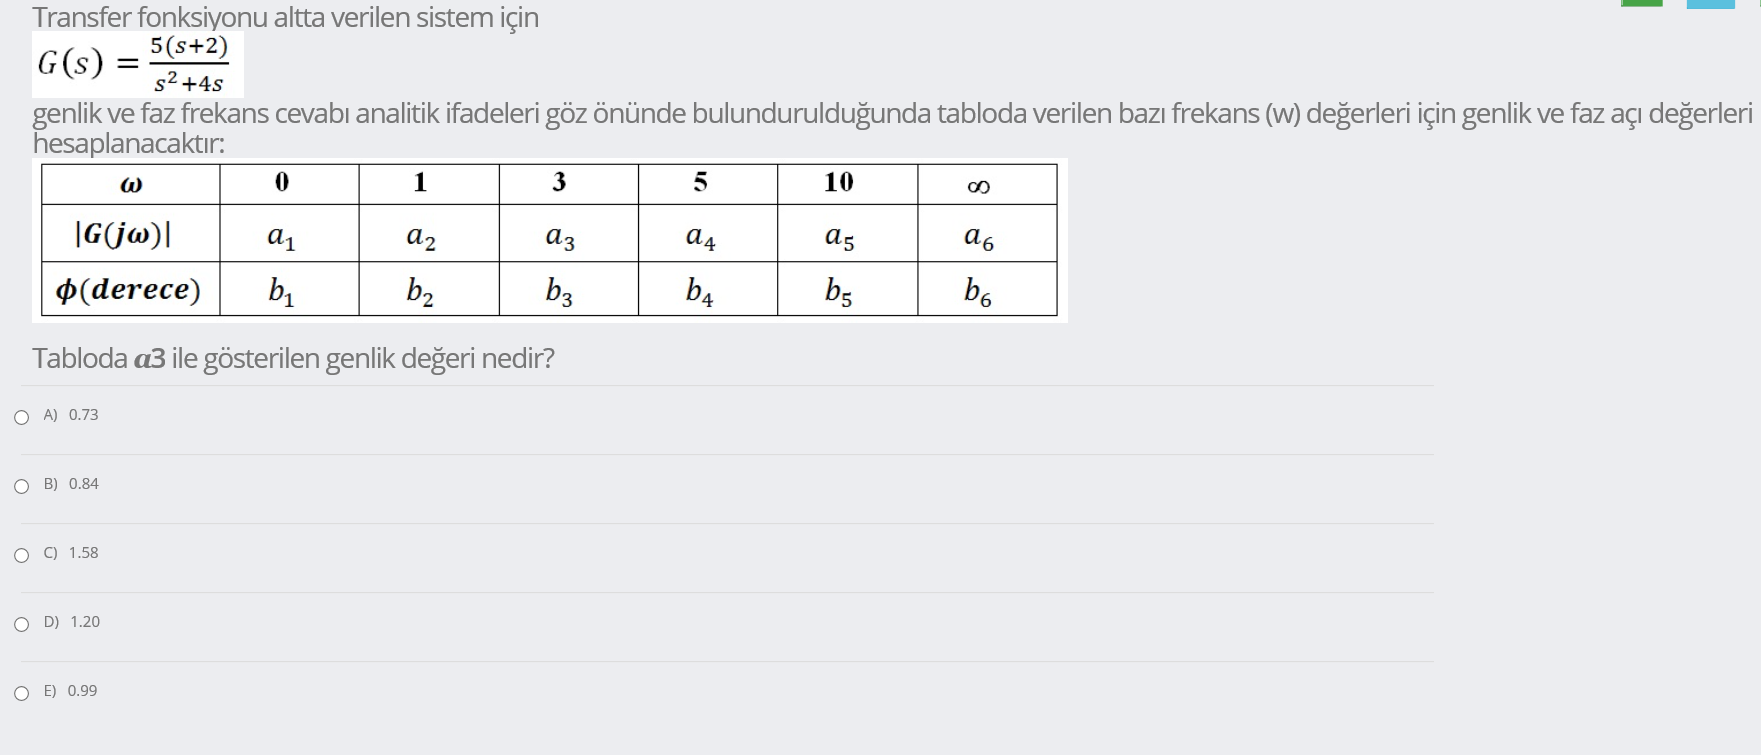 Transfer fonksiyonu altta verilen sistem için
G(s) = 5(s+2) / s² +4s
genlik ve faz frekans cevabı analitik ifadeleri göz önünde bulundurulduğunda tabloda verilen bazı frekans (w) değerleri için genlik ve faz açı değerleri
hesaplanacaktır:
ω 0 1 3 5 10 ∞
|G(jω)| a₁ a₂ a₃ a₄ a₅ a₆
ϕ(derece) b₁ b₂ b₃ b₄ b₅ b₆
Tabloda a3 ile gösterilen genlik değeri nedir?
A) 0.73
B) 0.84
C) 1.58
D) 1.20
E) 0.99